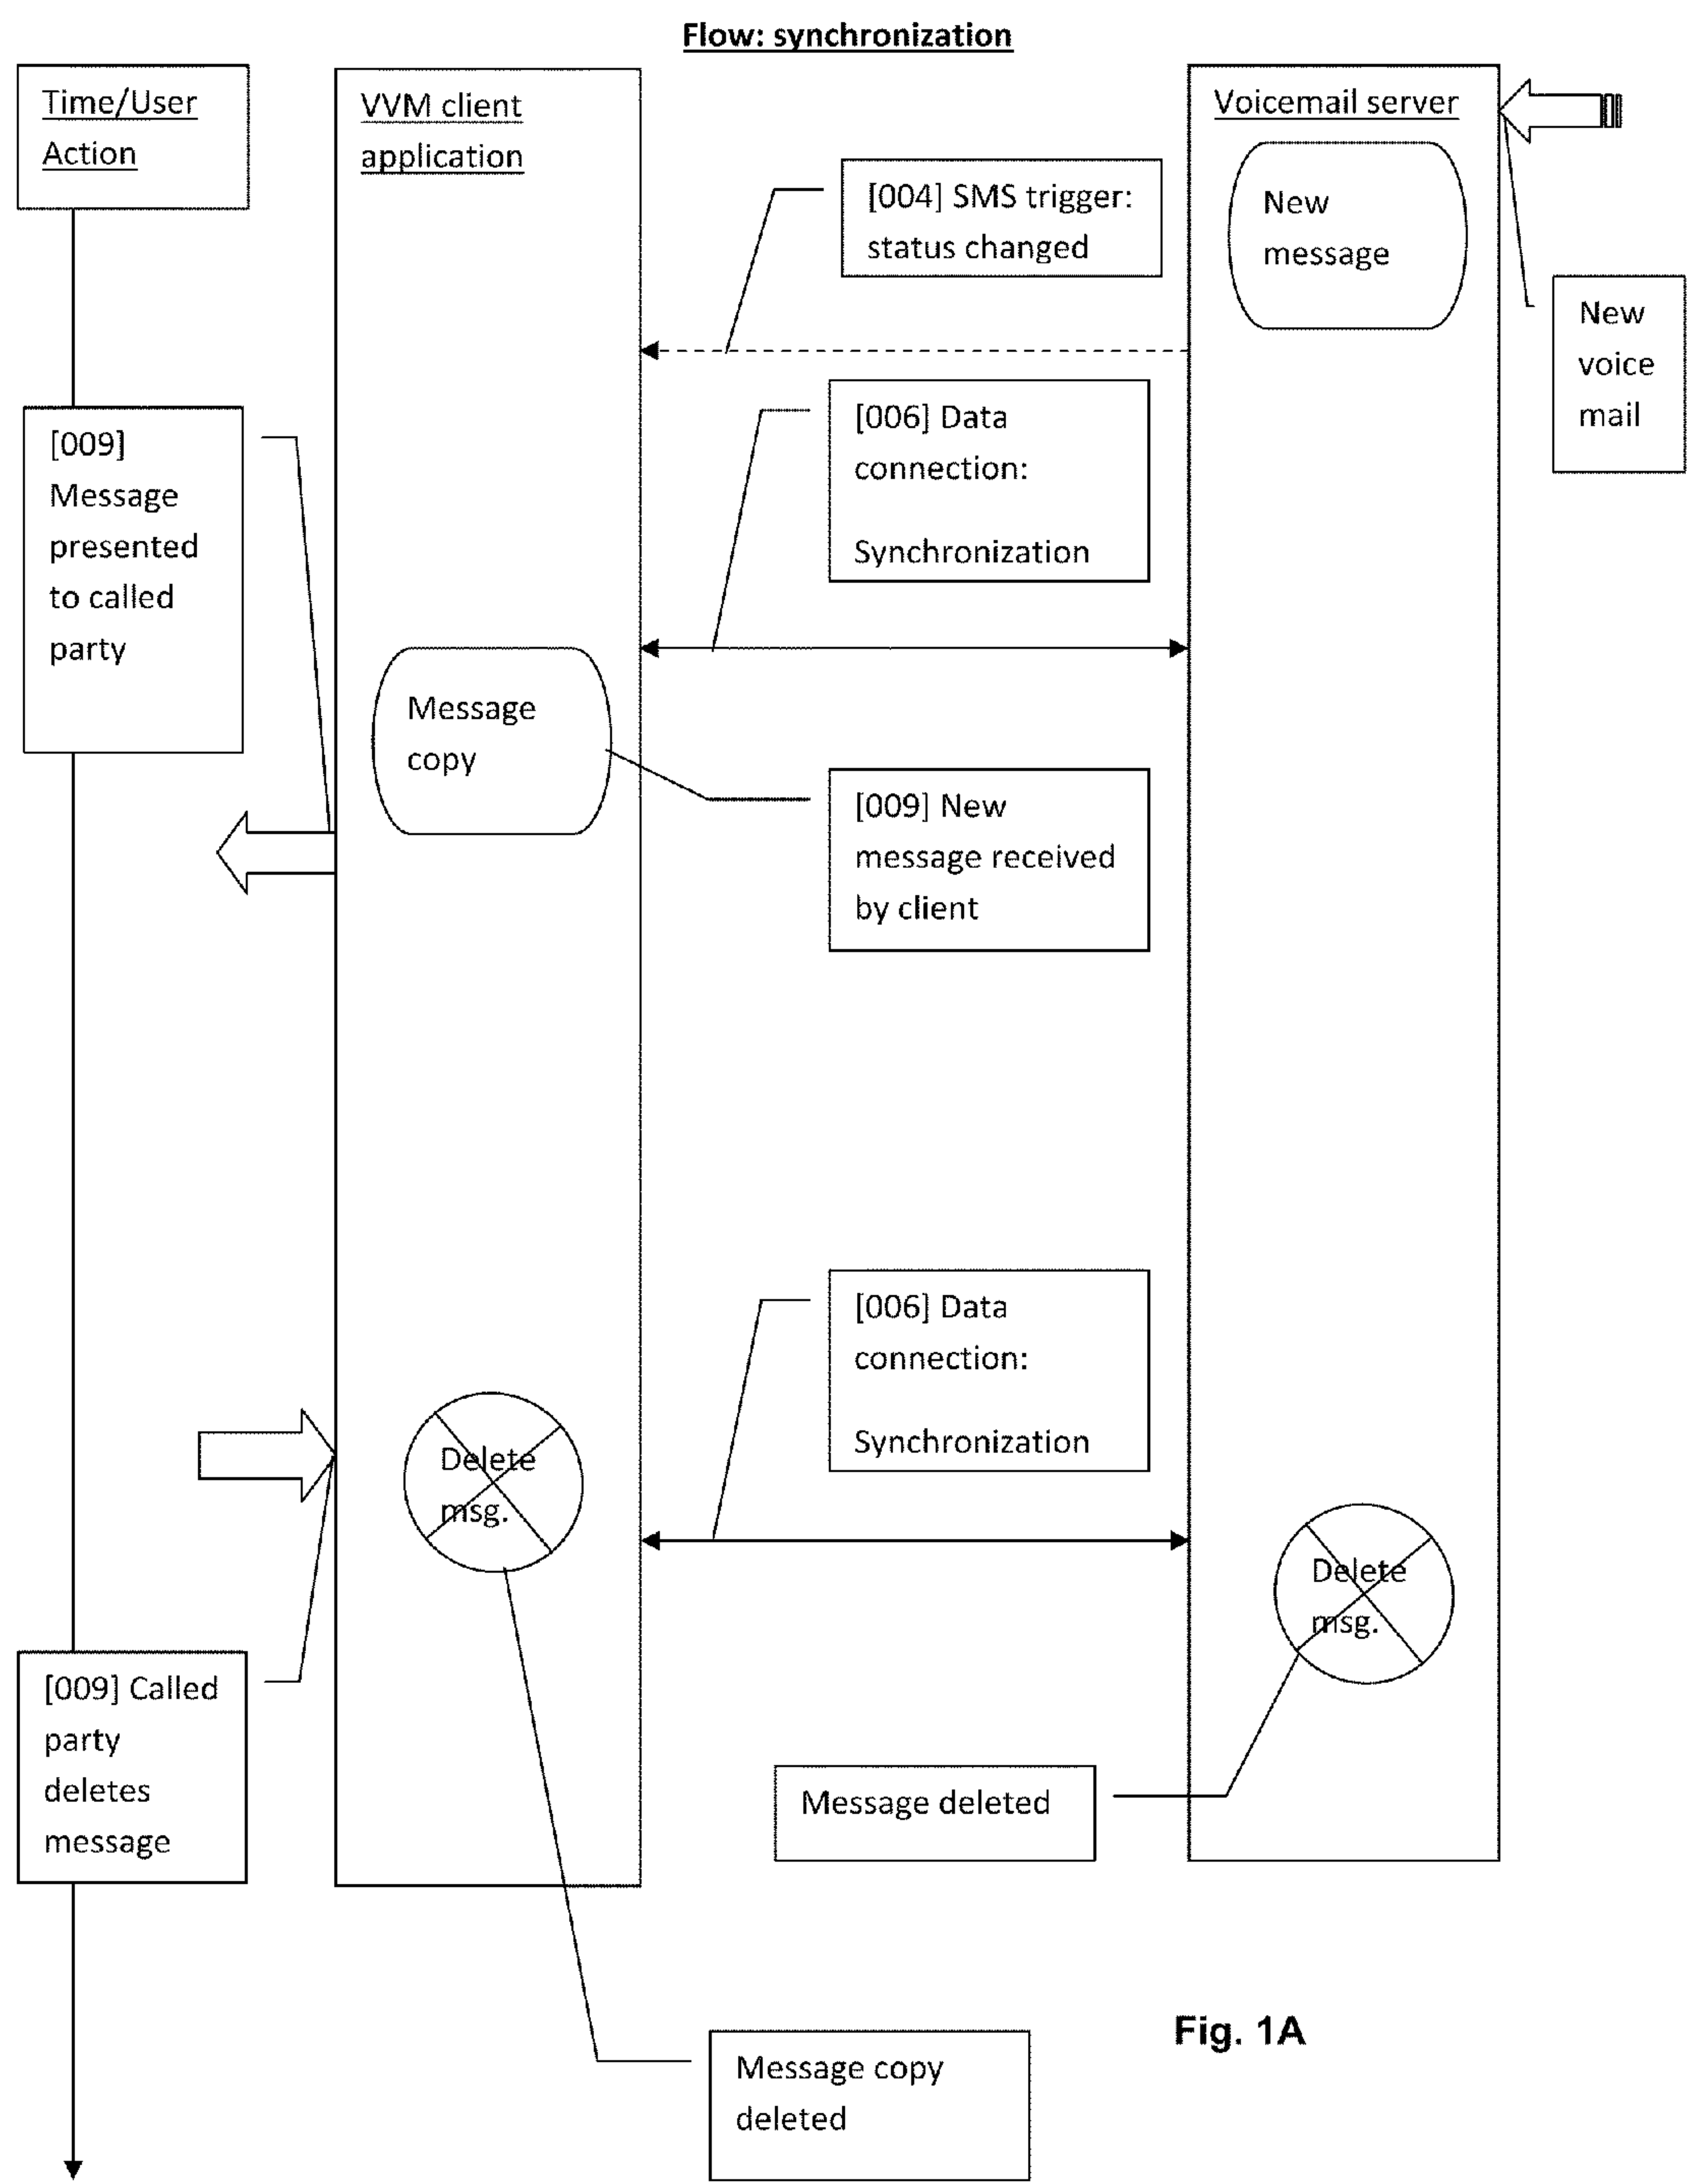 Flow: synchronization
Time/User
Action
VVM client
application
Voicemail server
[004] SMS trigger:
status changed
New
message
New
voice
mail
[006] Data
connection:
Synchronization
[009]
Message
presented
to called
party
Message
copy
[009] New
message received
by client
[006] Data
connection:
Synchronization
Delete
msg.
Delete
msg.
[009] Called
party
deletes
message
Message deleted
Message copy
deleted
Fig. 1A